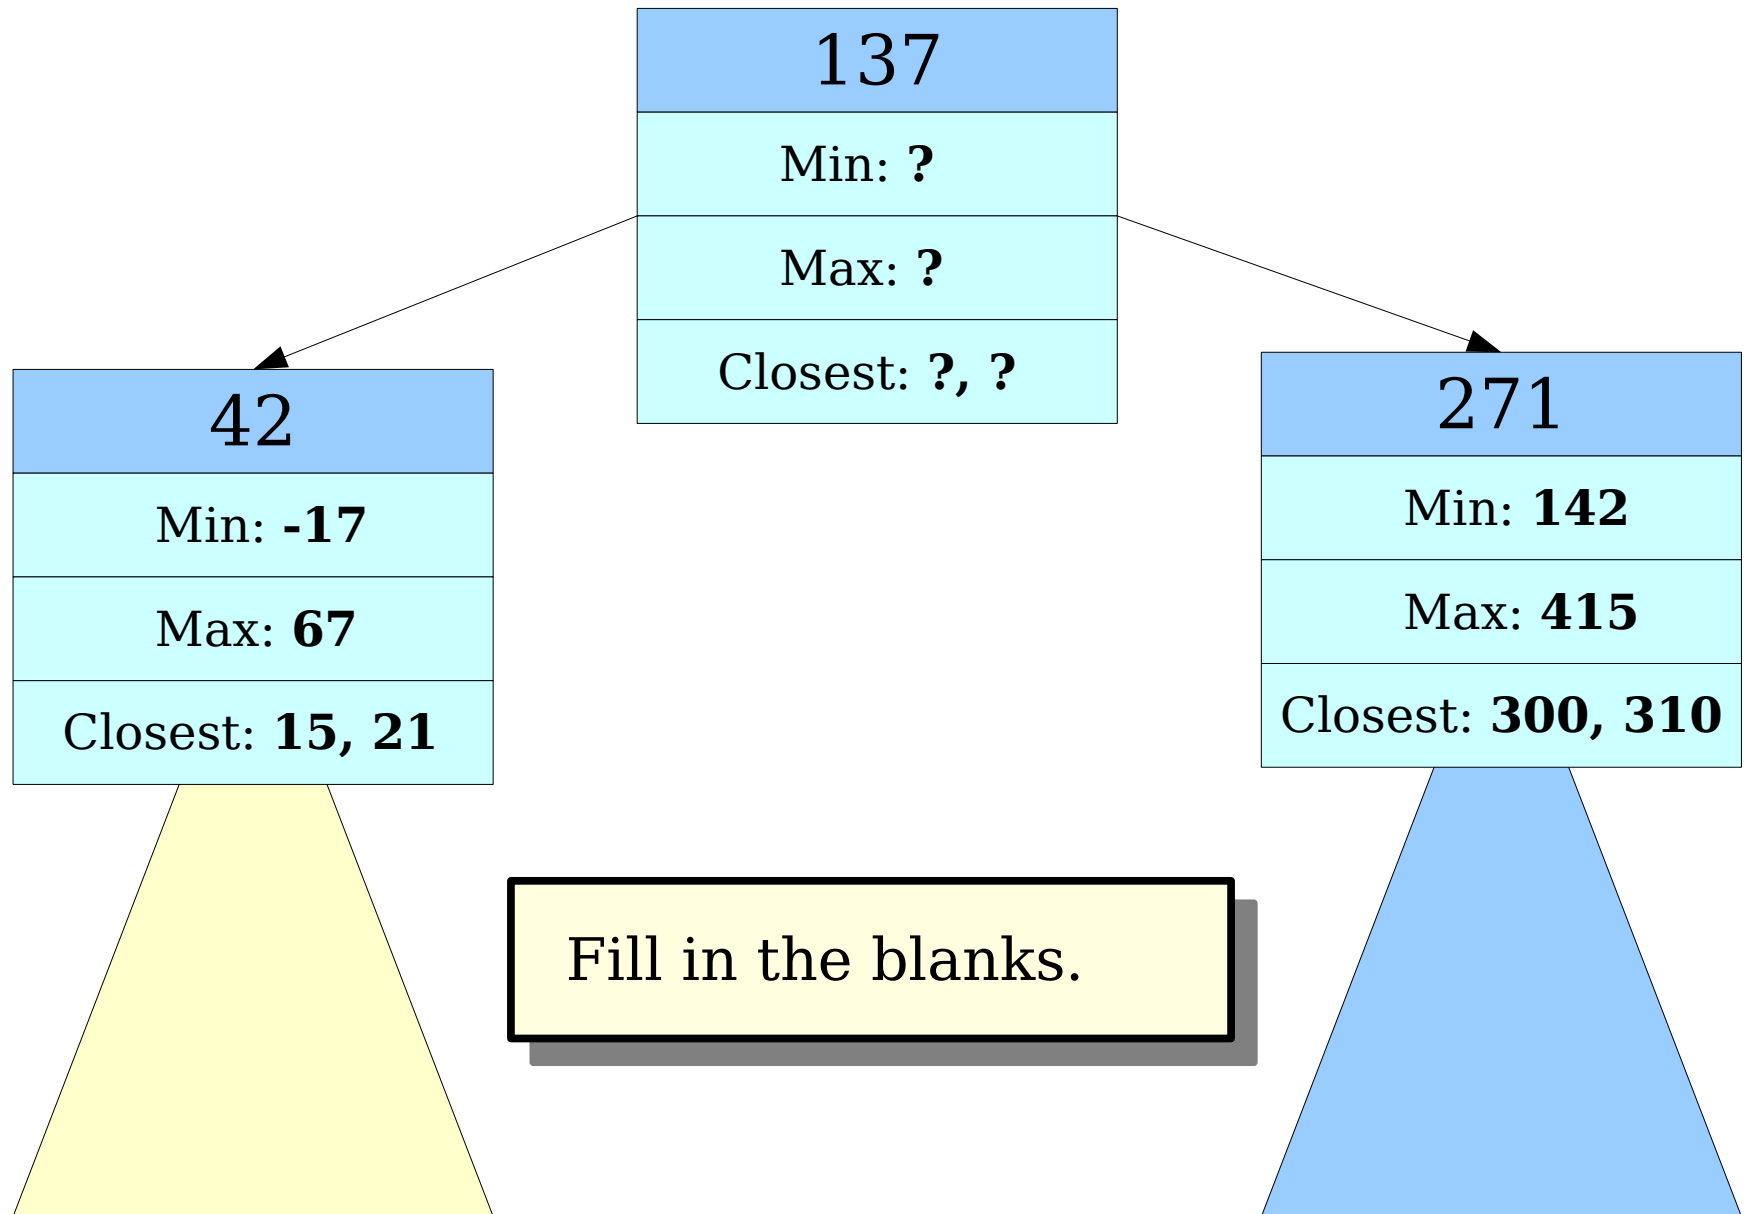 137
Min: ?
Max: ?
Closest: ?, ?
42
Min: -17
Max: 67
Closest: 15, 21
271
Min: 142
Max: 415
Closest: 300, 310
Fill in the blanks.